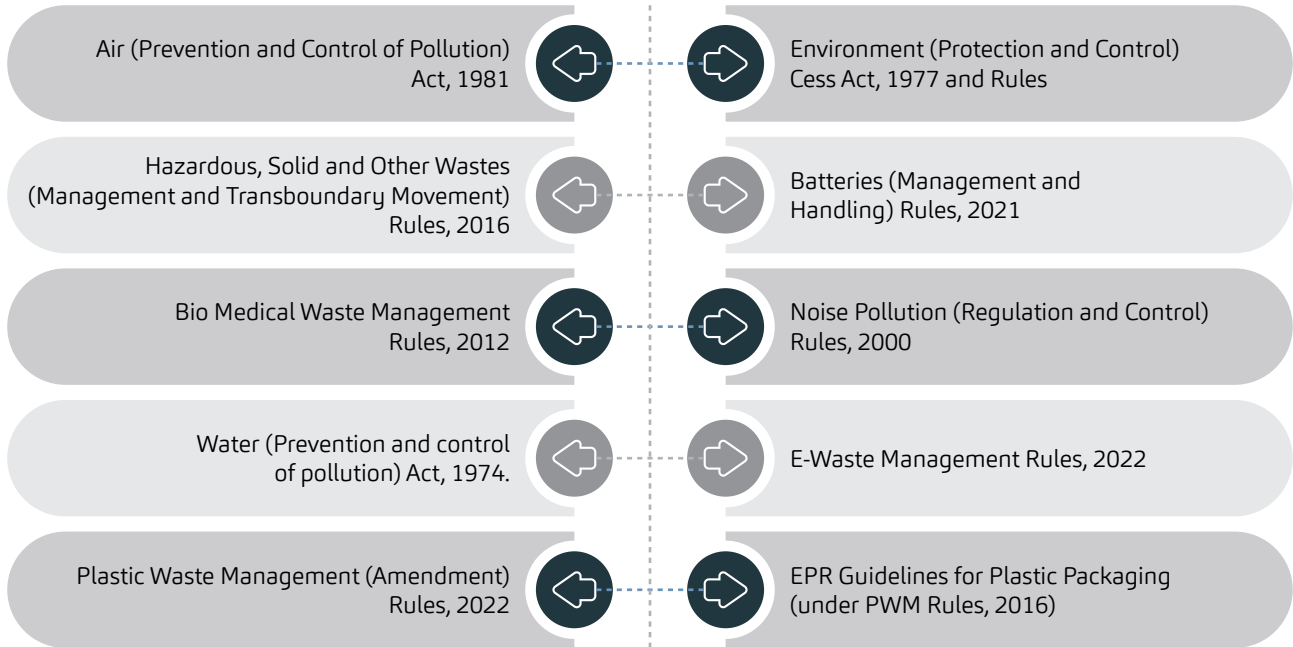 Air (Prevention and Control of Pollution)
Act, 1981
Environment (Protection and Control)
Cess Act, 1977 and Rules
Hazardous, Solid and Other Wastes
(Management and Transboundary Movement)
Rules, 2016
Batteries (Management and
Handling) Rules, 2021
Bio Medical Waste Management
Rules, 2012
Noise Pollution (Regulation and Control)
Rules, 2000
Water (Prevention and control
of pollution) Act, 1974.
E-Waste Management Rules, 2022
Plastic Waste Management (Amendment)
Rules, 2022
EPR Guidelines for Plastic Packaging
(under PWM Rules, 2016)